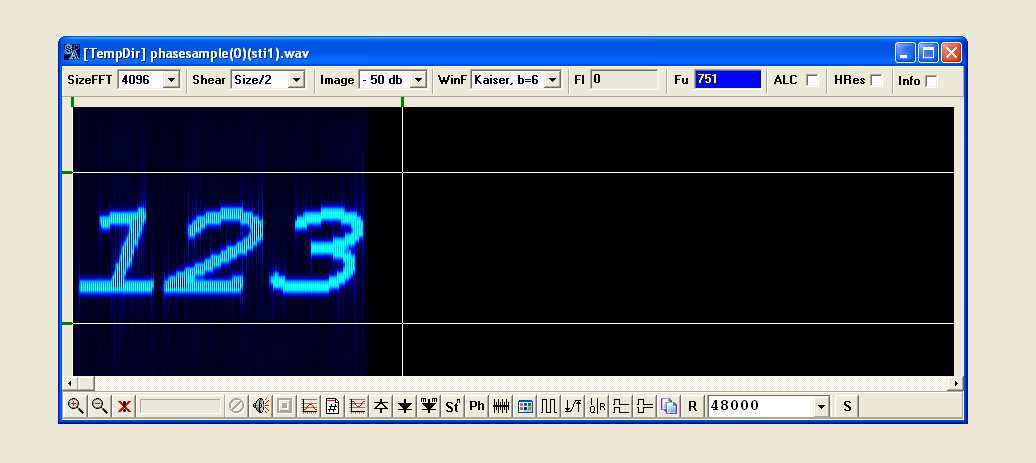 [TempDir] phasesample(0)(sti1).wav
SizeFFT 4096 Shear Size/2 Image - 50 db WinF Kaiser, b=6 Fl 0 Fu 751 ALC HRes Info
123
St Ph R 48000 S